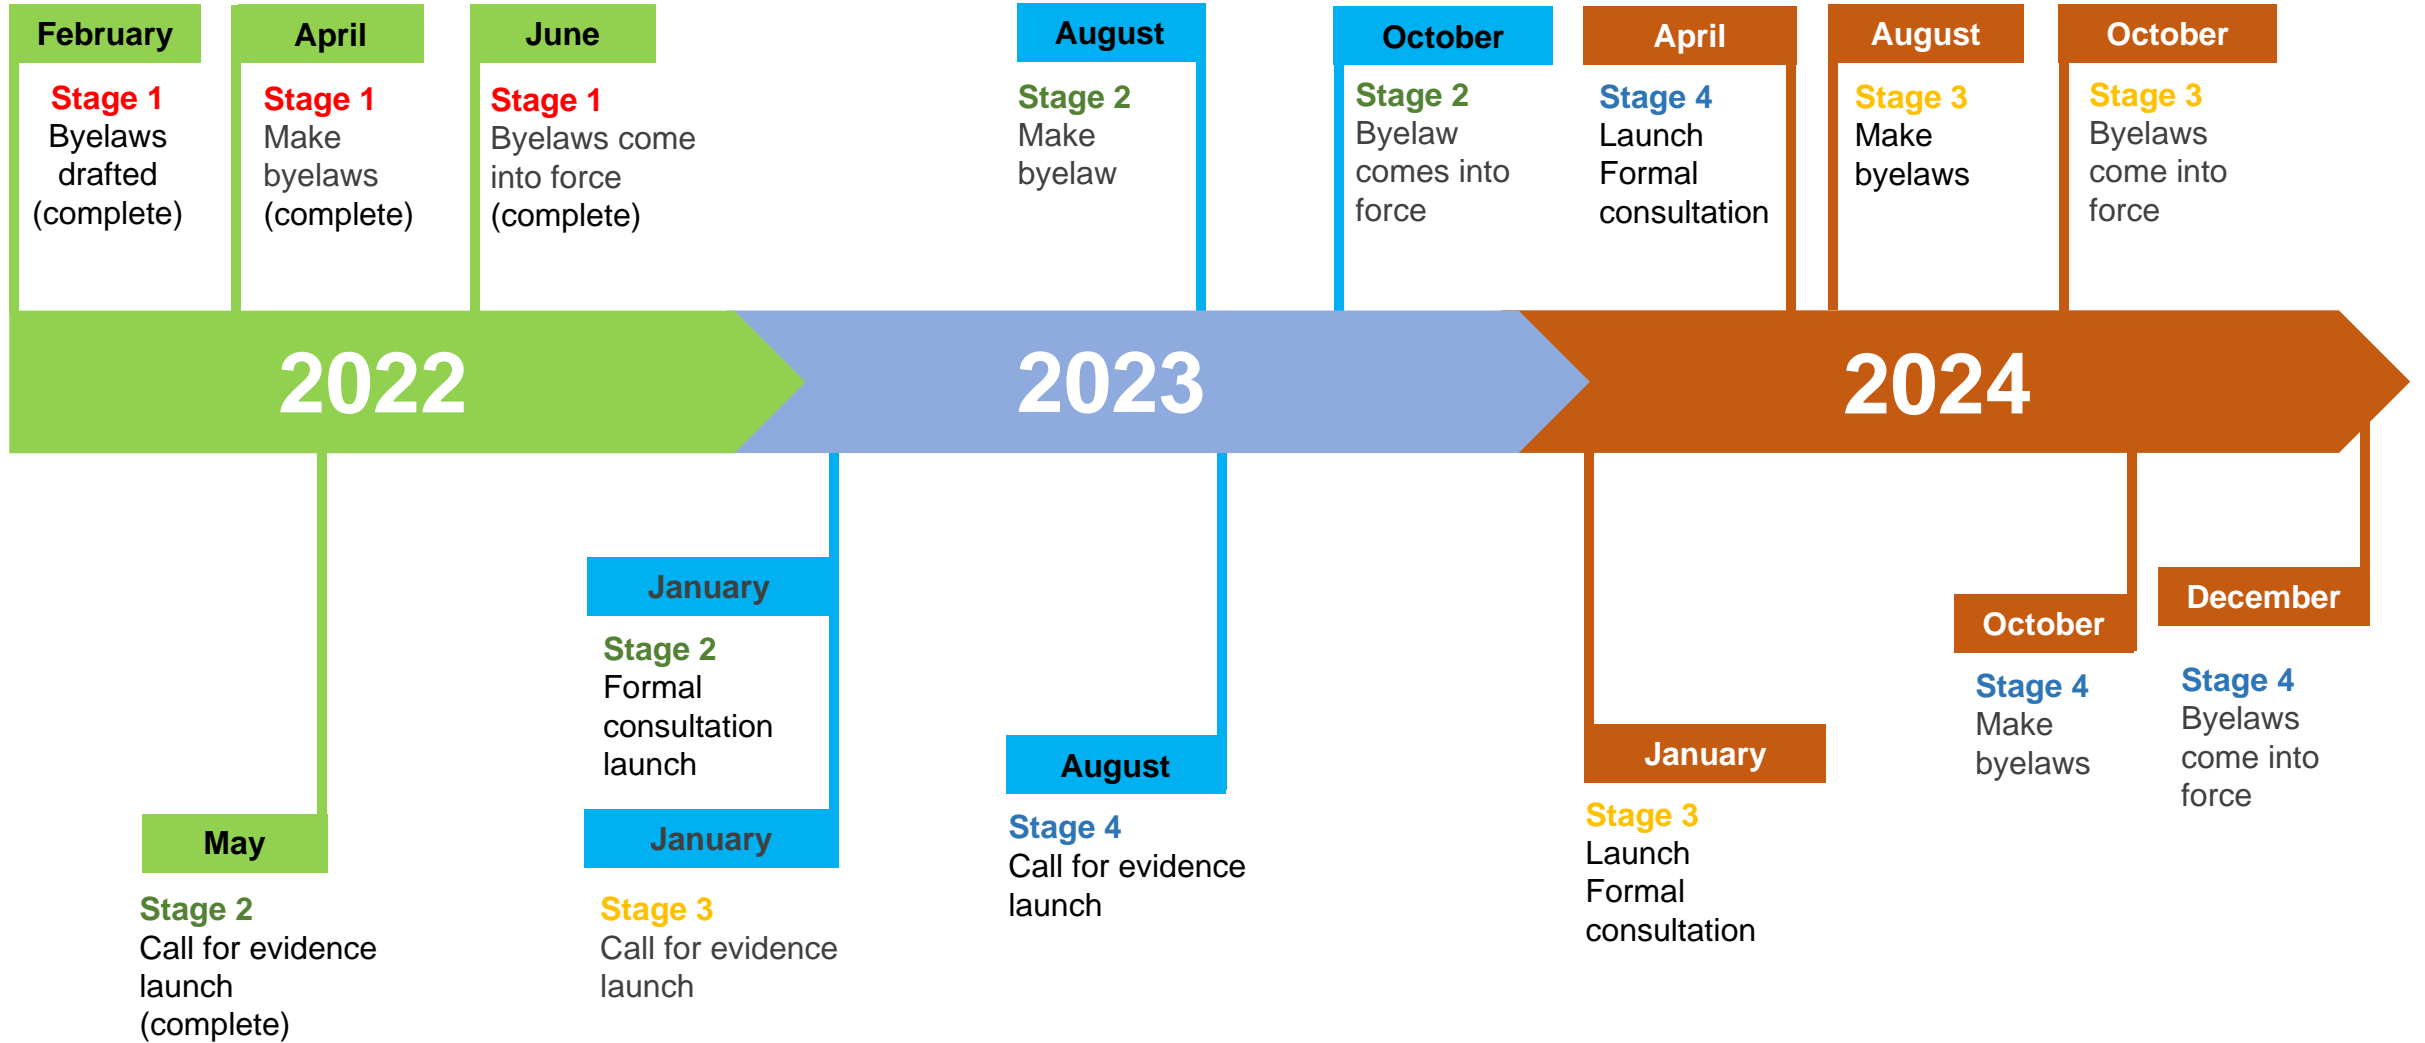 February
Stage 1
Byelaws
drafted
(complete)
April
Stage 1
Make
byelaws
(complete)
June
Stage 1
Byelaws come
into force
(complete)
August
Stage 2
Make
byelaw
October
Stage 2
Byelaw
comes into
force
April
Stage 4
Launch
Formal
consultation
August
Stage 3
Make
byelaws
October
Stage 3
Byelaws
come into
force
2022
2023
2024
May
Stage 2
Call for evidence
launch
(complete)
January
Stage 2
Formal
consultation
launch
January
Stage 3
Call for evidence
launch
August
Stage 4
Call for evidence
launch
January
Stage 3
Launch
Formal
consultation
October
Stage 4
Make
byelaws
December
Stage 4
Byelaws
come into
force